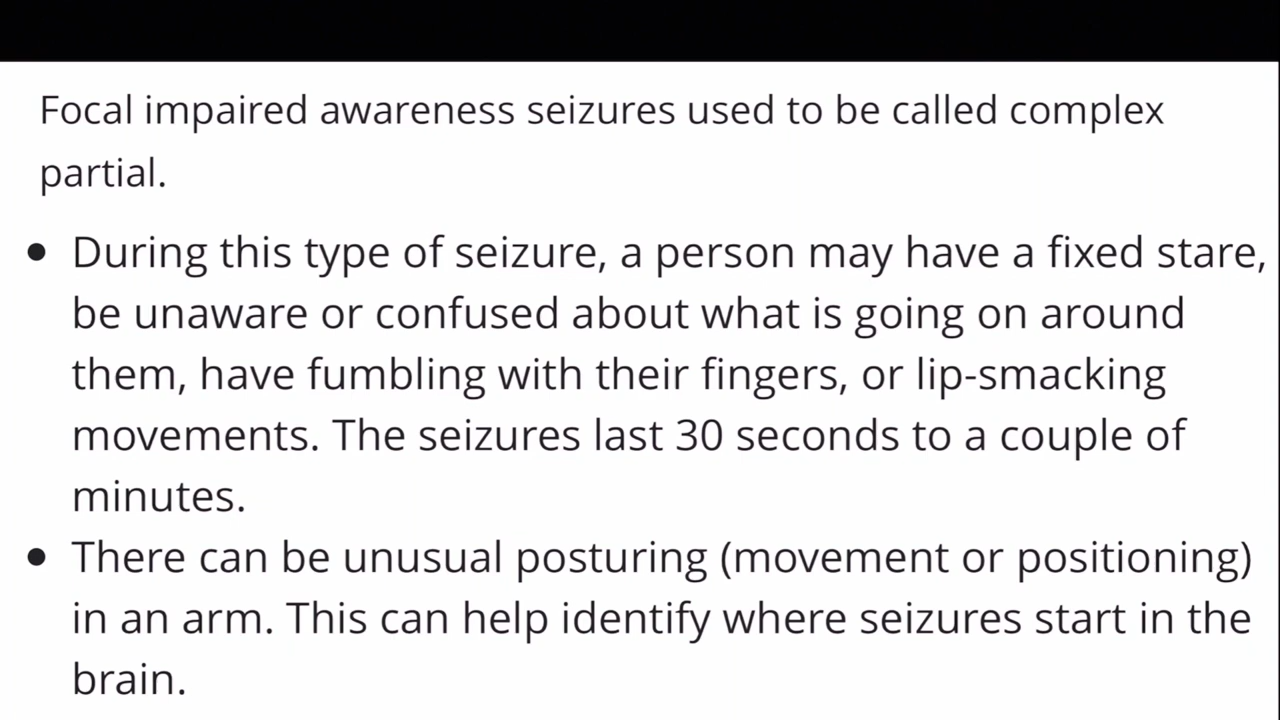 Focal impaired awareness seizures used to be called complex
partial.
• During this type of seizure, a person may have a fixed stare,
be unaware or confused about what is going on around
them, have fumbling with their fingers, or lip-smacking
movements. The seizures last 30 seconds to a couple of
minutes.
• There can be unusual posturing (movement or positioning)
in an arm. This can help identify where seizures start in the
brain.